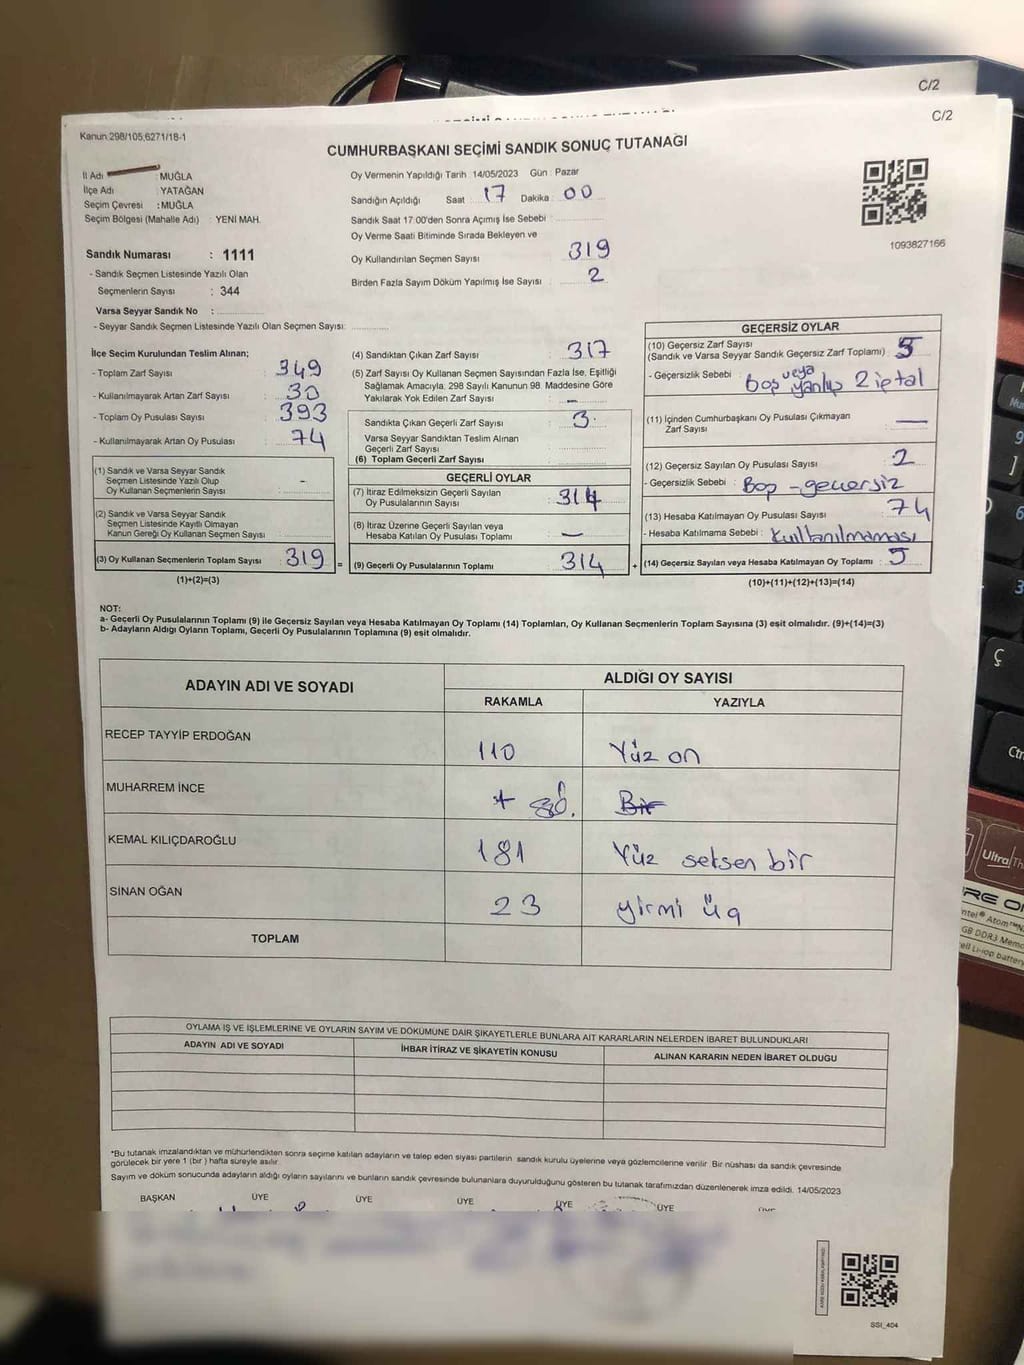 C/2
C/2
Kanun 298/105,6271/18-1
CUMHURBAŞKANI SEÇİMİ SANDIK SONUÇ TUTANAĞI
İl Adı : MUĞLA
İlçe Adı : YATAĞAN
Seçim Çevresi : MUĞLA
Seçim Bölgesi (Mahalle Adı) : YENİ MAH.
Sandık Numarası : 1111
- Sandık Seçmen Listesinde Yazılı Olan
Seçmenlerin Sayısı : 344
Varsa Seyyar Sandık No :
- Seyyar Sandık Seçmen Listesinde Yazılı Olan Seçmen Sayısı:
Oy Vermenin Yapıldığı Tarih :14/05/2023 Gün : Pazar
Sandığın Açıldığı Saat : 17 Dakika : 00
Sandık Saat 17:00'den Sonra Açılmış İse Sebebi :
Oy Verme Saati Bitiminde Sırada Bekleyen ve
Oy Kullandırılan Seçmen Sayısı 319
Birden Fazla Sayım Döküm Yapılmış İse Sayısı : 2
1093827166
İlçe Seçim Kurulundan Teslim Alınan;
- Toplam Zarf Sayısı : 349
- Kullanılmayarak Artan Zarf Sayısı : 30
- Toplam Oy Pusulası Sayısı : 393
- Kullanılmayarak Artan Oy Pusulası : 74
(1) Sandık ve Varsa Seyyar Sandık
Seçmen Listesinde Yazılı Olup
Oy Kullanan Seçmenlerin Sayısı : -
(2) Sandık ve Varsa Seyyar Sandık
Seçmen Listesinde Kayıtlı Olmayan
Kanun Gereği Oy Kullanan Seçmen Sayısı :
(3) Oy Kullanan Seçmenlerin Toplam Sayısı : 319 =
(1)+(2)=(3)
(4) Sandıktan Çıkan Zarf Sayısı : 317
(5) Zarf Sayısı Oy Kullanan Seçmen Sayısından Fazla İse, Eşitliği
Sağlamak Amacıyla, 298 Sayılı Kanunun 98. Maddesine Göre
Yakılarak Yok Edilen Zarf Sayısı : -
Sandıkta Çıkan Geçerli Zarf Sayısı : 3
Varsa Seyyar Sandıktan Teslim Alınan
Geçerli Zarf Sayısı
(6) Toplam Geçerli Zarf Sayısı :
GEÇERLİ OYLAR
(7) İtiraz Edilmeksizin Geçerli Sayılan
Oy Pusulalarının Sayısı : 314
(8) İtiraz Üzerine Geçerli Sayılan veya
Hesaba Katılan Oy Pusulası Toplamı : -
(9) Geçerli Oy Pusulalarının Toplamı : 314 +
GEÇERSİZ OYLAR
(10) Geçersiz Zarf Sayısı
(Sandık ve Varsa Seyyar Sandık Geçersiz Zarf Toplamı) : 5
- Geçersizlik Sebebi : boş veya yanlış 2 iptal
(11) İçinden Cumhurbaşkanı Oy Pusulası Çıkmayan
Zarf Sayısı : -
(12) Geçersiz Sayılan Oy Pusulası Sayısı : 2
- Geçersizlik Sebebi : Boş - geçersiz
(13) Hesaba Katılmayan Oy Pusulası Sayısı : 74
- Hesaba Katılmama Sebebi : kullanılmaması
(14) Geçersiz Sayılan veya Hesaba Katılmayan Oy Toplamı : 5
(10)+(11)+(12)+(13)=(14)
NOT:
a- Geçerli Oy Pusulalarının Toplamı (9) ile Geçersiz Sayılan veya Hesaba Katılmayan Oy Toplamı (14) Toplamları, Oy Kullanan Seçmenlerin Toplam Sayısına (3) eşit olmalıdır. (9)+(14)=(3)
b- Adayların Aldığı Oyların Toplamı, Geçerli Oy Pusulalarının Toplamına (9) eşit olmalıdır.
ADAYIN ADI VE SOYADI
ALDIĞI OY SAYISI
RAKAMLA YAZIYLA
RECEP TAYYİP ERDOĞAN 110 Yüz on
MUHARREM İNCE Bir
KEMAL KILIÇDAROĞLU 181 Yüz seksen bir
SİNAN OĞAN 23 yirmi üç
TOPLAM
OYLAMA İŞ VE İŞLEMLERİNE VE OYLARIN SAYIM VE DÖKÜMÜNE DAİR ŞİKAYETLERLE BUNLARA AİT KARARLARIN NELERDEN İBARET BULUNDUKLARI
ADAYIN ADI VE SOYADI İHBAR İTİRAZ VE ŞİKAYETİN KONUSU ALINAN KARARIN NEDEN İBARET OLDUĞU
*Bu tutanak imzalandıktan ve mühürlendikten sonra seçime katılan adayların ve talep eden siyasi partilerin sandık kurulu üyelerine veya gözlemcilerine verilir. Bir nüshası da sandık çevresinde
görülecek bir yere 1 (bir ) hafta süreyle asılır.
Sayım ve döküm sonucunda adayların aldığı oyların sayılarını ve bunların sandık çevresinde bulunanlara duyurulduğunu gösteren bu tutanak tarafımızdan düzenlenerek imza edildi. 14/05/2023
BAŞKAN ÜYE ÜYE ÜYE ÜYE ÜYE
SSI_404
Ç
Ctr
Ultra
Intel® Atom™
GB DDR3 Memo